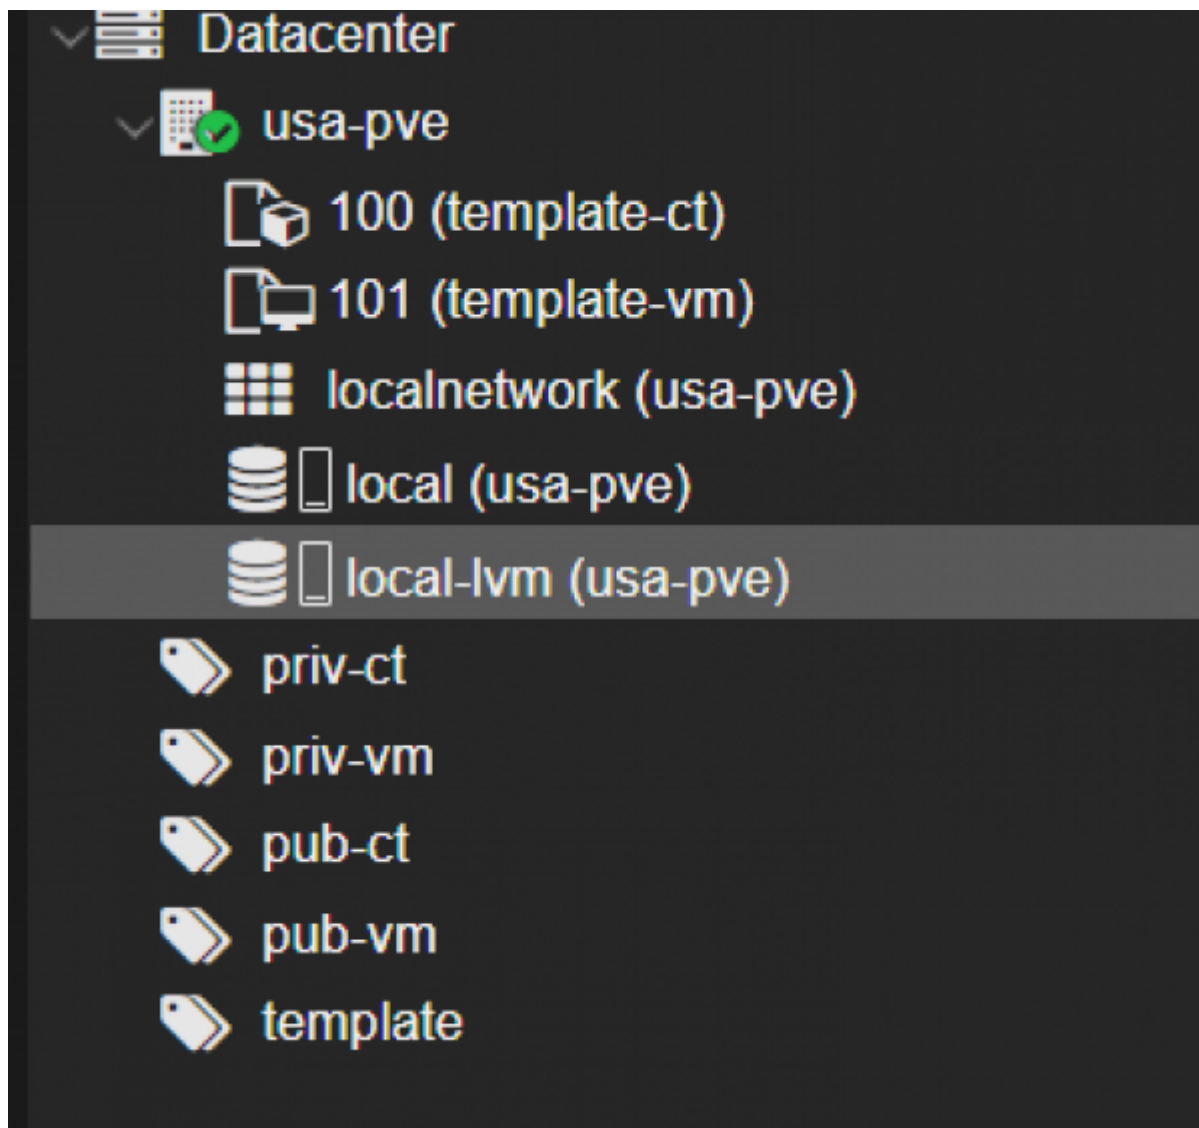 Datacenter
usa-pve
100 (template-ct)
101 (template-vm)
localnetwork (usa-pve)
local (usa-pve)
local-lvm (usa-pve)
priv-ct
priv-vm
pub-ct
pub-vm
template